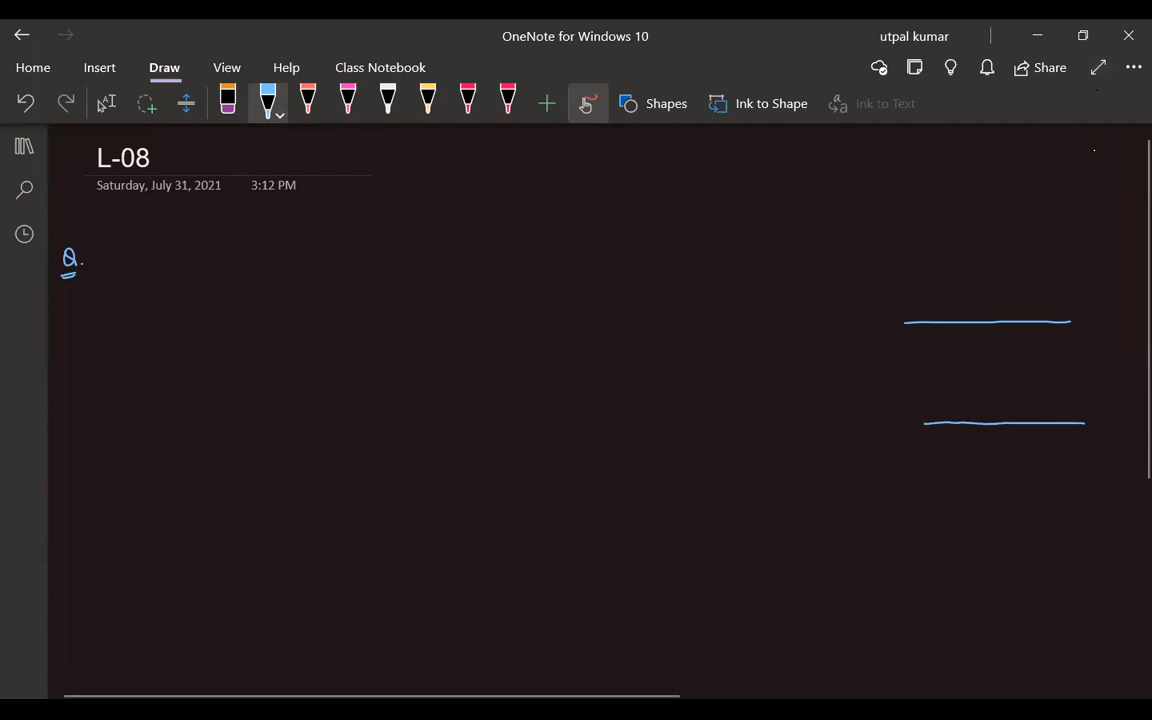 OneNote for Windows 10
utpal kumar
Home Insert Draw View Help Class Notebook
Share
Shapes Ink to Shape Ink to Text
L-08
Saturday, July 31, 2021 3:12 PM
Q.